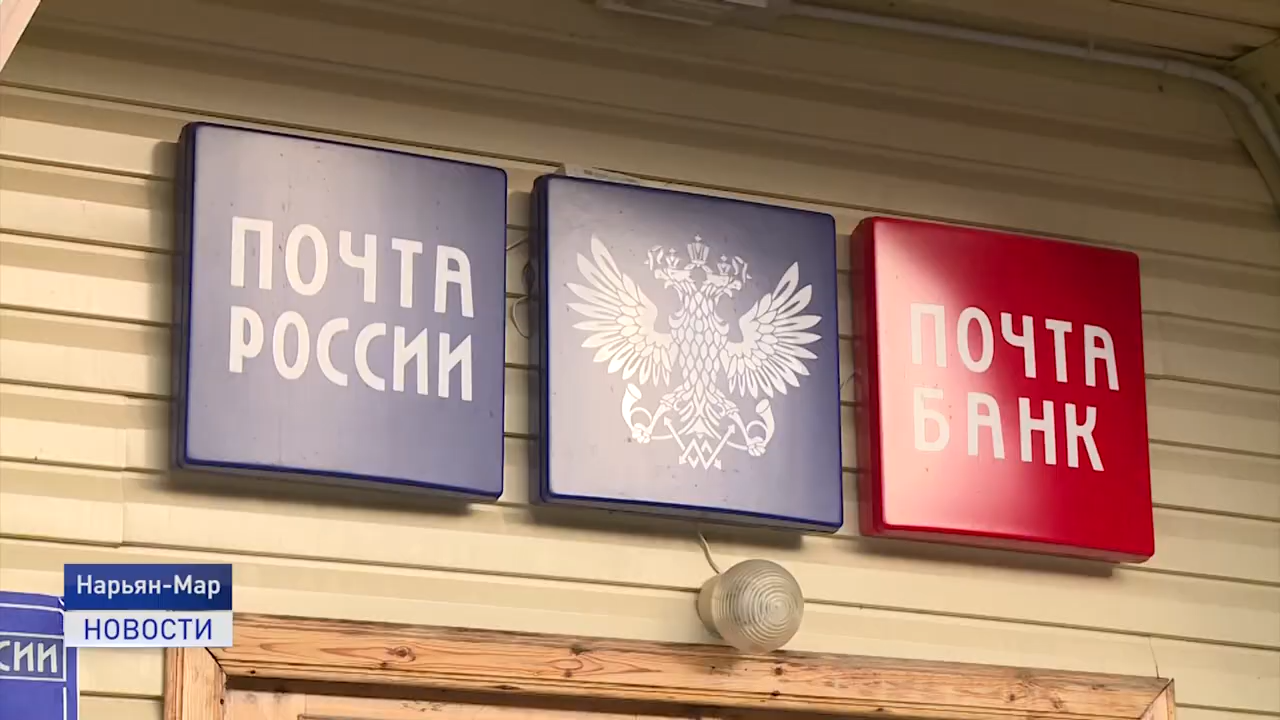 ПОЧТА
РОССИИ
ПОЧТА
БАНК
Нарьян-Мар
НОВОСТИ